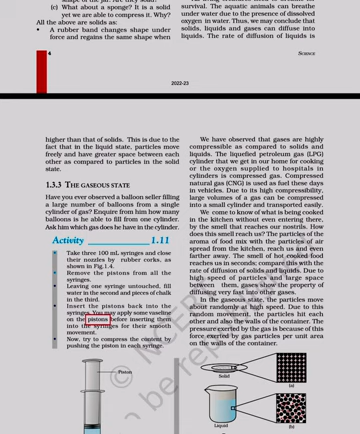 shape of the jar. Are they solid?
(c) What about a sponge? It is a solid
yet we are able to compress it. Why?
All the above are solids as:
• A rubber band changes shape under
force and regains the same shape when
survival. The aquatic animals can breathe
under water due to the presence of dissolved
oxygen in water. Thus, we may conclude that
solids, liquids and gases can diffuse into
liquids. The rate of diffusion of liquids is
4
SCIENCE
2022-23
higher than that of solids. This is due to the
fact that in the liquid state, particles move
freely and have greater space between each
other as compared to particles in the solid
state.
1.3.3 THE GASEOUS STATE
Have you ever observed a balloon seller filling
a large number of balloons from a single
cylinder of gas? Enquire from him how many
balloons is he able to fill from one cylinder.
Ask him which gas does he have in the cylinder.
Activity 1.11
• Take three 100 mL syringes and close
their nozzles by rubber corks, as
shown in Fig.1.4.
• Remove the pistons from all the
syringes.
• Leaving one syringe untouched, fill
water in the second and pieces of chalk
in the third.
• Insert the pistons back into the
syringes. You may apply some vaseline
on the pistons before inserting them
into the syringes for their smooth
movement.
• Now, try to compress the content by
pushing the piston in each syringe.
Piston
We have observed that gases are highly
compressible as compared to solids and
liquids. The liquefied petroleum gas (LPG)
cylinder that we get in our home for cooking
or the oxygen supplied to hospitals in
cylinders is compressed gas. Compressed
natural gas (CNG) is used as fuel these days
in vehicles. Due to its high compressibility,
large volumes of a gas can be compressed
into a small cylinder and transported easily.
We come to know of what is being cooked
in the kitchen without even entering there,
by the smell that reaches our nostrils. How
does this smell reach us? The particles of the
aroma of food mix with the particles of air
spread from the kitchen, reach us and even
farther away. The smell of hot cooked food
reaches us in seconds; compare this with the
rate of diffusion of solids and liquids. Due to
high speed of particles and large space
between them, gases show the property of
diffusing very fast into other gases.
In the gaseous state, the particles move
about randomly at high speed. Due to this
random movement, the particles hit each
other and also the walls of the container. The
pressure exerted by the gas is because of this
force exerted by gas particles per unit area
on the walls of the container.
Solid
(a)
Liquid
(b)